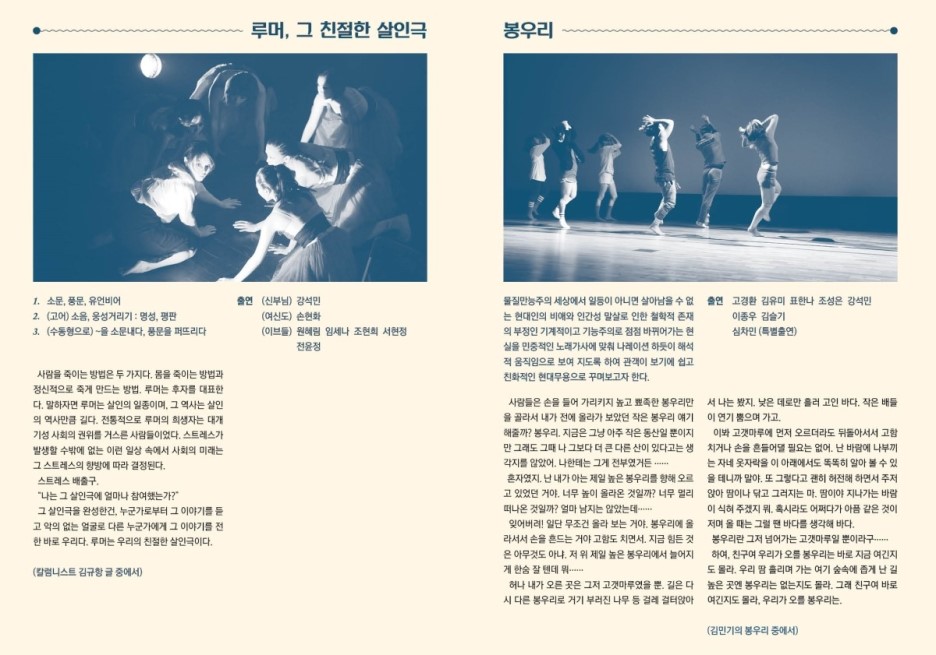 루머, 그 친절한 살인극
1. 소문, 풍문, 유언비어
2. (고어) 소음, 웅성거리기 : 명성, 평판
3. (수동형으로) ~을 소문내다, 풍문을 퍼뜨리다
출연 (신부님) 강석민
(여신도) 손현화
(이브들) 원혜림 임세나 조현희 서현정
전윤정
사람을 죽이는 방법은 두 가지다. 몸을 죽이는 방법과
정신적으로 죽게 만드는 방법. 루머는 후자를 대표한
다. 말하자면 루머는 살인의 일종이며, 그 역사는 살인
의 역사만큼 길다. 전통적으로 루머의 희생자는 대개
기성 사회의 권위를 거스른 사람들이었다. 스트레스가
발생할 수밖에 없는 이런 일상 속에서 사회의 미래는
그 스트레스의 향방에 따라 결정된다.
스트레스 배출구.
"나는 그 살인극에 얼마나 참여했는가?"
그 살인극을 완성한건, 누군가로부터 그 이야기를 듣
고 악의 없는 얼굴로 다른 누군가에게 그 이야기를 전
한 바로 우리다. 루머는 우리의 친절한 살인극이다.
(칼럼니스트 김규항 글 중에서)
봉우리
물질만능주의 세상에서 일등이 아니면 살아남을 수 없
는 현대인의 비애와 인간성 말살로 인한 철학적 존재
의 부정인 기계적이고 기능주의로 점점 바뀌어가는 현
실을 민중적인 노래가사에 맞춰 나레이션 하듯이 해석
적 움직임으로 보여 지도록 하여 관객이 보기에 쉽고
친화적인 현대무용으로 꾸며보고자 한다.
출연 고경환 김유미 표한나 조성은 강석민
이종우 김슬기
심차민 (특별출연)
사람들은 손을 들어 가리키지 높고 뾰족한 봉우리만
을 골라서 내가 전에 올라가 보았던 작은 봉우리 얘기
해줄까? 봉우리, 지금은 그냥 아주 작은 동산일 뿐이지
만 그래도 그때 난 그보다 더 큰 다른 산이 있다고는 생
각지를 않았어. 나한테는 그게 전부였거든 ……
혼자였지. 난 내가 아는 제일 높은 봉우리를 향해 오르
고 있었던 거야. 너무 높이 올라온 것일까? 너무 멀리
떠나온 것일까? 얼마 남지는 않았는데……
잊어버려! 일단 무조건 올라 보는 거야. 봉우리에 올
라서서 손을 흔드는 거야 고함도 치면서. 지금 힘든 것
은 아무것도 아냐. 저 위 제일 높은 봉우리에서 늘어지
게 한숨 잘 텐데 뭐……
허나 내가 오른 곳은 그저 고갯마루였을 뿐. 길은 다
시 다른 봉우리로 거기 부러진 나무 등 걸에 걸터앉아
서 나는 봤지. 낮은 데로만 흘러 고인 바다. 작은 배들
이 연기 뿜으며 가고.
이봐 고갯마루에 먼저 오르더라도 뒤돌아서서 고함
치거나 손을 흔들어댈 필요는 없어. 난 바람에 나부끼
는 자네 옷자락을 이 아래에서도 똑똑히 알아 볼 수 있
을 테니까 말야. 또 그렇다고 괜히 허전해 하면서 주저
앉아 땀이나 닦고 그러지는 마. 땀이야 지나가는 바람
이 식혀 주겠지 뭐. 혹시라도 어쩌다가 아픔 같은 것이
저며 올 때는 그럴 땐 바다를 생각해 바다.
봉우리란 그저 넘어가는 고갯마루일 뿐이라구……
하여, 친구여 우리가 오를 봉우리는 바로 지금 여긴지
도 몰라. 우리 땀 흘리며 가는 여기 숲속에 좁게 난 길
높은 곳엔 봉우리는 없는지도 몰라. 그래 친구여 바로
여긴지도 몰라, 우리가 오를 봉우리는.
(김민기의 봉우리 중에서)